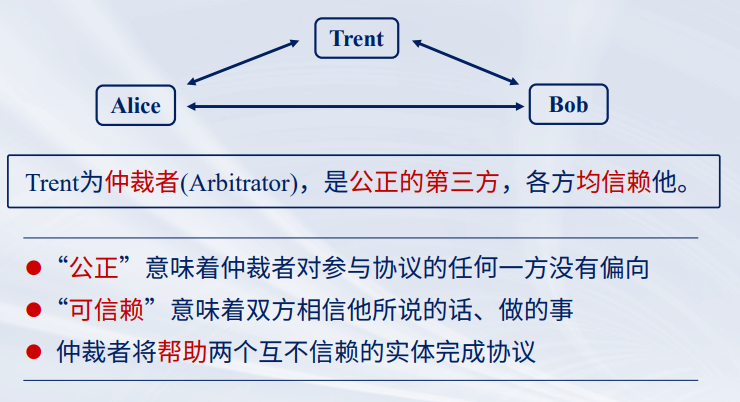 Trent
Alice
Bob
Trent为仲裁者(Arbitrator)，是公正的第三方，各方均信赖他。
“公正”意味着仲裁者对参与协议的任何一方没有偏向
“可信赖”意味着双方相信他所说的话、做的事
仲裁者将帮助两个互不信赖的实体完成协议